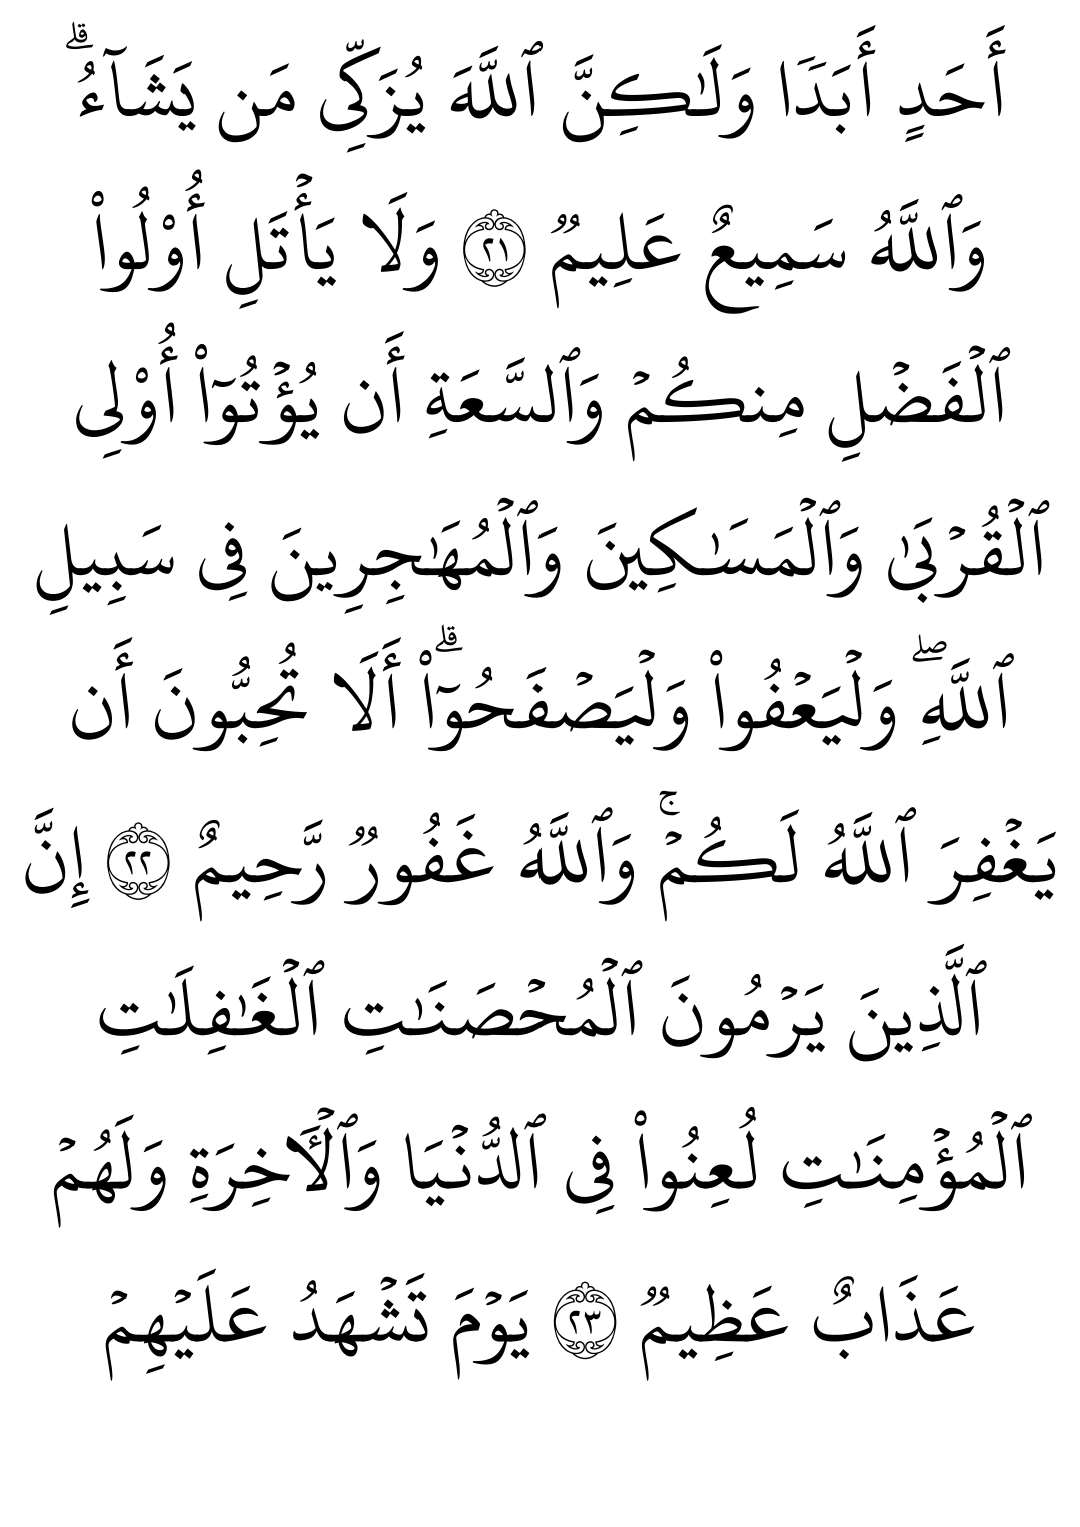 أَحَدٍ أَبَدٗا وَلَٰكِنَّ ٱللَّهَ يُزَكِّي مَن يَشَآءُۗ
وَٱللَّهُ سَمِيعٌ عَلِيمٞ ٢١ وَلَا يَأۡتَلِ أُوْلُواْ
ٱلۡفَضۡلِ مِنكُمۡ وَٱلسَّعَةِ أَن يُؤۡتُوٓاْ أُوْلِي
ٱلۡقُرۡبَىٰ وَٱلۡمَسَٰكِينَ وَٱلۡمُهَٰجِرِينَ فِي سَبِيلِ
ٱللَّهِۖ وَلۡيَعۡفُواْ وَلۡيَصۡفَحُوٓاْۗ أَلَا تُحِبُّونَ أَن
يَغۡفِرَ ٱللَّهُ لَكُمۡۚ وَٱللَّهُ غَفُورٞ رَّحِيمٌ ٢٢ إِنَّ
ٱلَّذِينَ يَرۡمُونَ ٱلۡمُحۡصَنَٰتِ ٱلۡغَٰفِلَٰتِ
ٱلۡمُؤۡمِنَٰتِ لُعِنُواْ فِي ٱلدُّنۡيَا وَٱلۡأٓخِرَةِ وَلَهُمۡ
عَذَابٌ عَظِيمٞ ٢٣ يَوۡمَ تَشۡهَدُ عَلَيۡهِمۡ